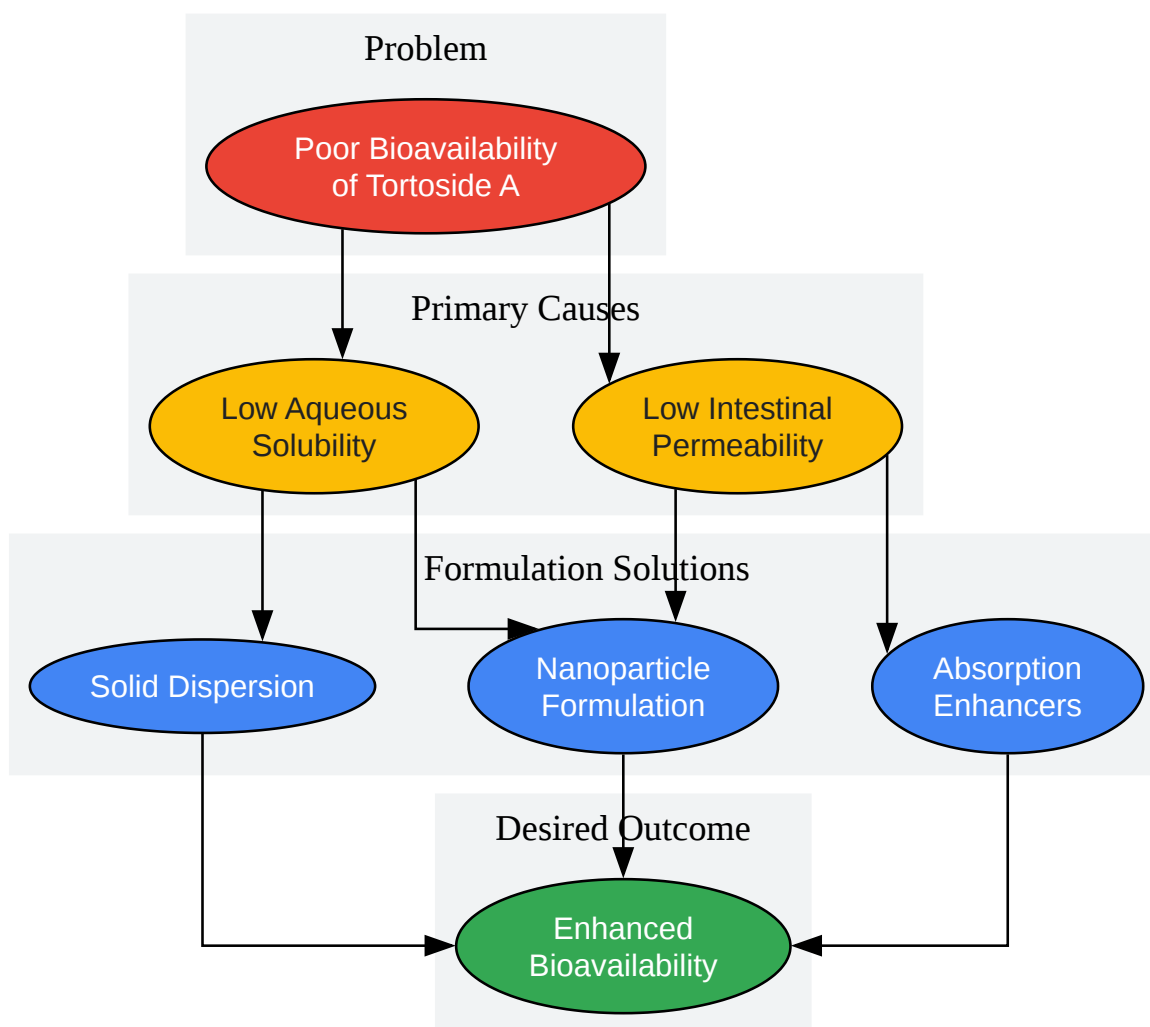 Problem
Poor Bioavailability
of Tortoside A
Primary Causes
Low Aqueous
Solubility
Low Intestinal
Permeability
Formulation Solutions
Solid Dispersion
Nanoparticle
Formulation
Absorption
Enhancers
Desired Outcome
Enhanced
Bioavailability